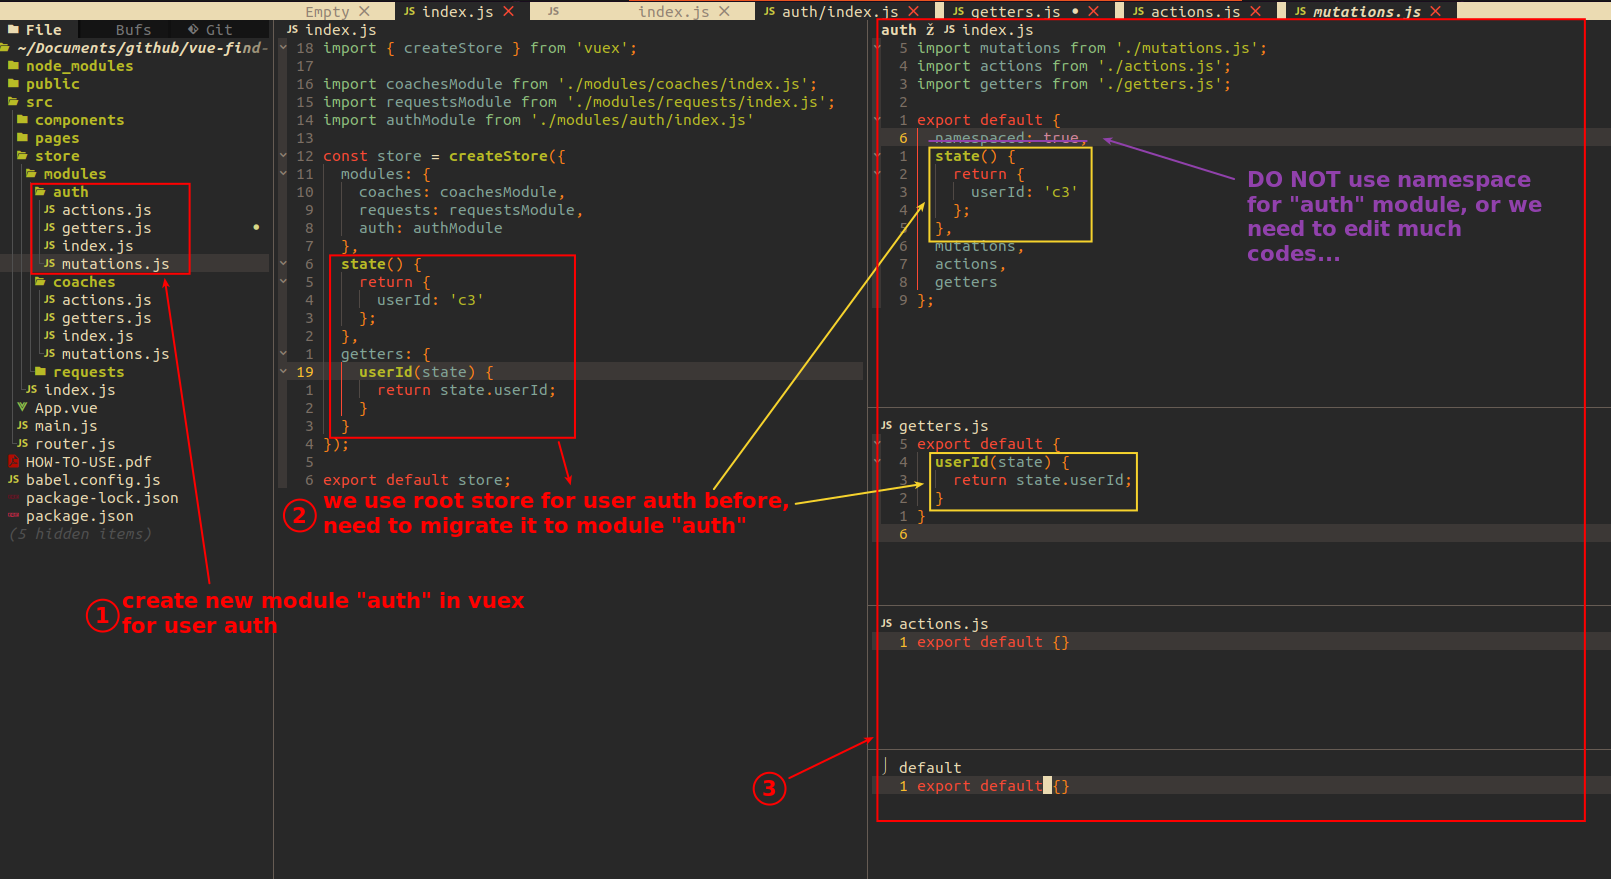 Empty ✕
JS index.js ✕
JS index.js ✕
JS auth/index.js ✕
JS getters.js ● ✕
JS actions.js ✕
JS mutations.js ✕
File Bufs Git
~/Documents/github/vue-find-
node_modules
public
src
components
pages
store
modules
auth
JS actions.js
JS getters.js ●
JS index.js
JS mutations.js
coaches
JS actions.js
JS getters.js
JS index.js
JS mutations.js
requests
JS index.js
App.vue
JS main.js
JS router.js
HOW-TO-USE.pdf
JS babel.config.js
package-lock.json
package.json
(5 hidden items)
① create new module "auth" in vuex
for user auth
JS index.js
18 import { createStore } from 'vuex';
17
16 import coachesModule from './modules/coaches/index.js';
15 import requestsModule from './modules/requests/index.js';
14 import authModule from './modules/auth/index.js'
13
12 const store = createStore({
11 modules: {
10 coaches: coachesModule,
9 requests: requestsModule,
8 auth: authModule
7 },
6 state() {
5 return {
4 userId: 'c3'
3 };
2 },
1 getters: {
19 userId(state) {
1 return state.userId;
2 }
3 }
4 });
5
6 export default store;
② we use root store for user auth before,
need to migrate it to module "auth"
③
auth ž JS index.js
5 import mutations from './mutations.js';
4 import actions from './actions.js';
3 import getters from './getters.js';
2
1 export default {
6 namespaced: true,
1 state() {
2 return {
3 userId: 'c3'
4 };
5 },
6 mutations,
7 actions,
8 getters
9 };
DO NOT use namespace
for "auth" module, or we
need to edit much
codes...
JS getters.js
5 export default {
4 userId(state) {
3 return state.userId;
2 }
1 }
6
JS actions.js
1 export default {}
default
1 export default {}